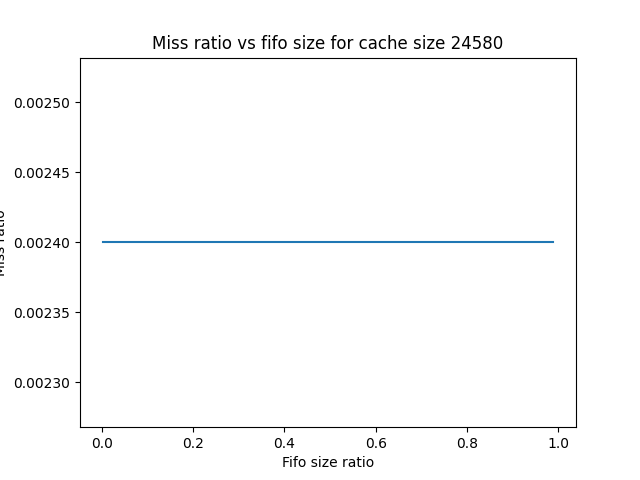 Miss ratio vs fifo size for cache size 24580
0.00250
0.00245
0.00240
0.00235
0.00230
Miss ratio
0.0 0.2 0.4 0.6 0.8 1.0
Fifo size ratio